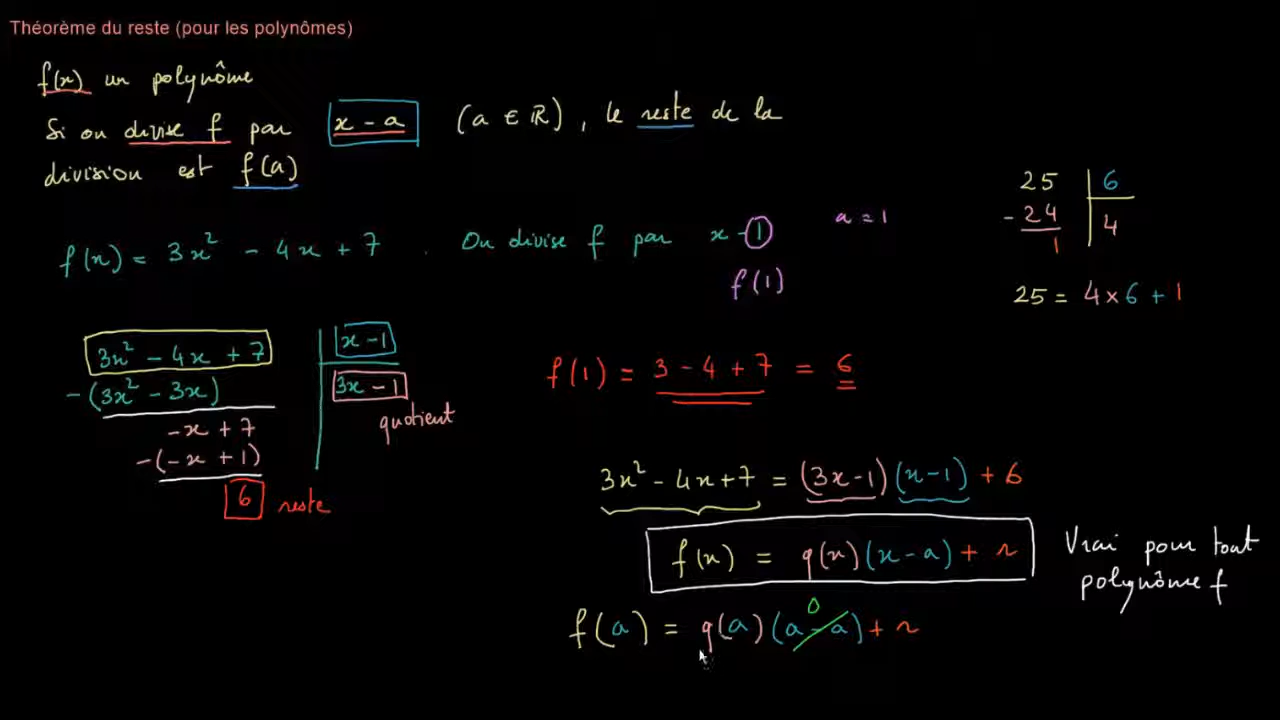 Théorème du reste (pour les polynômes)
f(x) un polynôme
Si on divise f par x - a (a ∈ ℝ), le reste de la
division est f(a)
f(x) = 3x² - 4x + 7 . On divise f par x - 1 a = 1
f(1)
25 | 6
- 24 | 4
1
25 = 4 × 6 + 1
3x² - 4x + 7 | x - 1
-(3x² - 3x) | 3x - 1
quotient
-x + 7
-(-x + 1)
6 reste
f(1) = 3 - 4 + 7 = 6
3x² - 4x + 7 = (3x - 1)(x - 1) + 6
f(x) = q(x)(x - a) + r
Vrai pour tout
polynôme f
0
f(a) = q(a)(a - a) + r